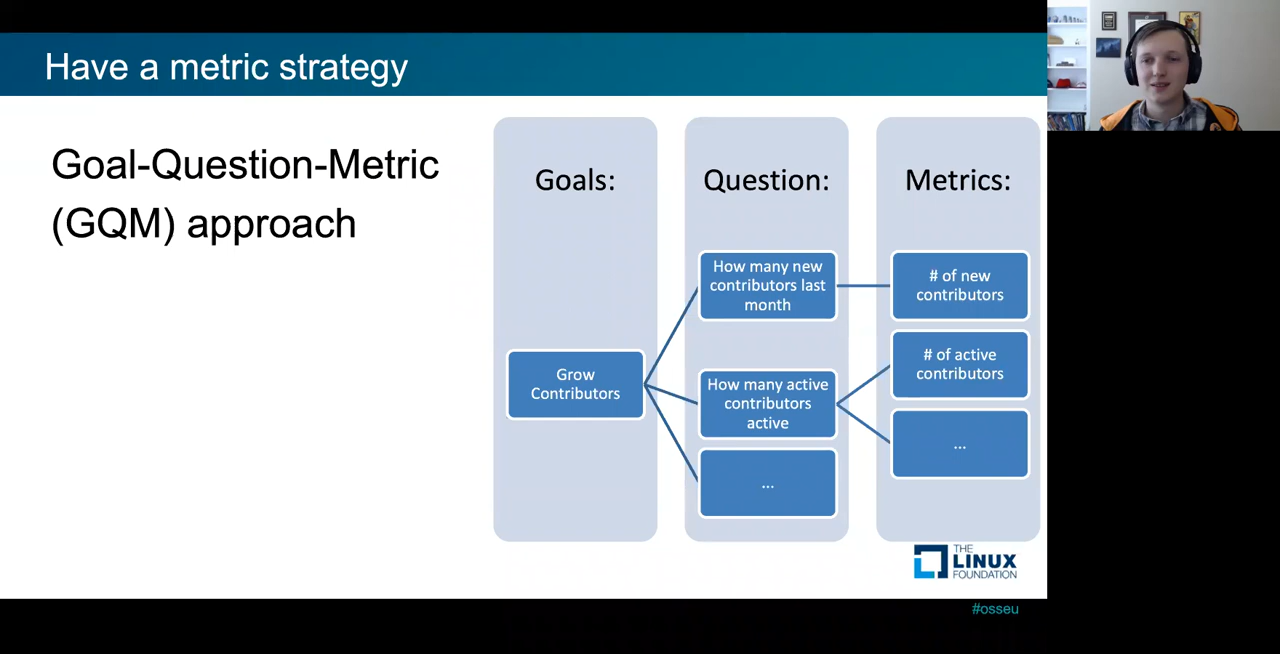 Have a metric strategy
Goal-Question-Metric
(GQM) approach
Goals:
Grow
Contributors
Question:
How many new
contributors last
month
How many active
contributors
active
...
Metrics:
# of new
contributors
# of active
contributors
...
THE
LINUX
FOUNDATION
#osseu